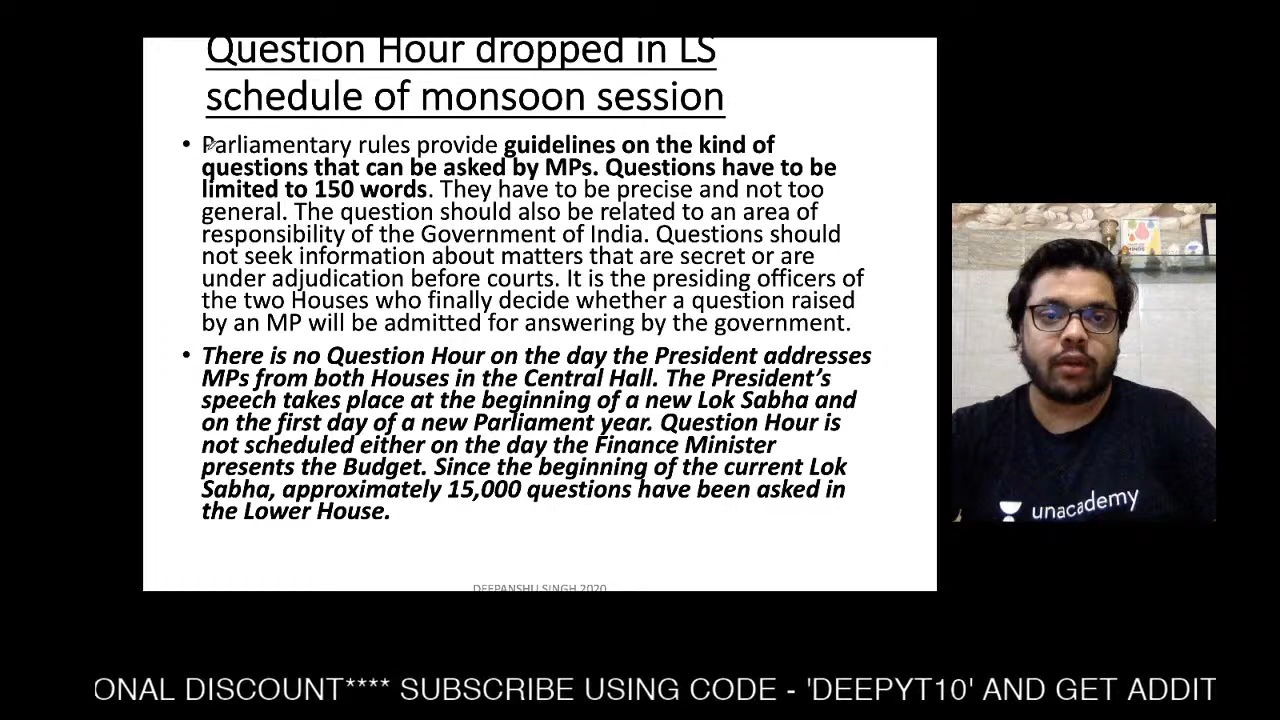 Question Hour dropped in LS
schedule of monsoon session
• Parliamentary rules provide guidelines on the kind of
questions that can be asked by MPs. Questions have to be
limited to 150 words. They have to be precise and not too
general. The question should also be related to an area of
responsibility of the Government of India. Questions should
not seek information about matters that are secret or are
under adjudication before courts. It is the presiding officers of
the two Houses who finally decide whether a question raised
by an MP will be admitted for answering by the government.
• There is no Question Hour on the day the President addresses
MPs from both Houses in the Central Hall. The President's
speech takes place at the beginning of a new Lok Sabha and
on the first day of a new Parliament year. Question Hour is
not scheduled either on the day the Finance Minister
presents the Budget. Since the beginning of the current Lok
Sabha, approximately 15,000 questions have been asked in
the Lower House.
DEEPANSHU SINGH 2020
unacademy
ONAL DISCOUNT**** SUBSCRIBE USING CODE - 'DEEPYT10' AND GET ADDIT